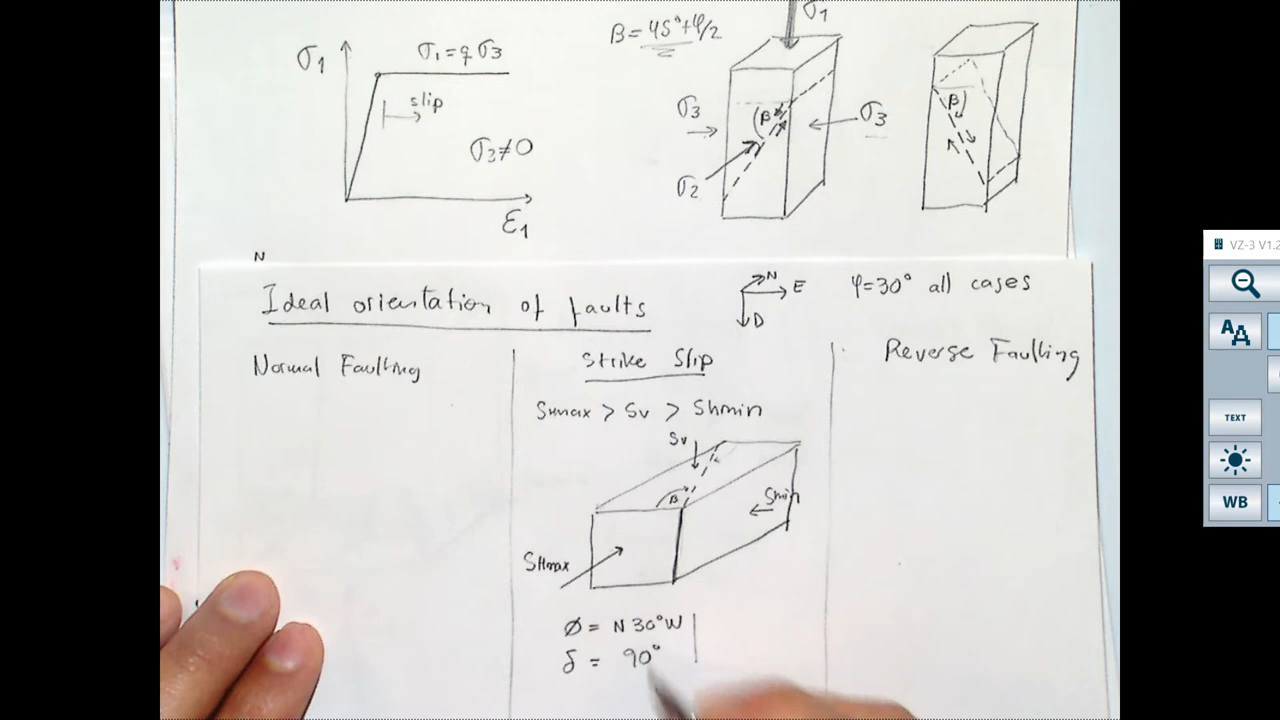 σ1
σ1 = q σ3
slip
σ3≠0
ε1
β = 45°+φ/2
σ1
σ3
β
σ3
σ2
β
N
Ideal orientation of faults
N
E
D
φ=30° all cases
Normal Faulting
Strike Slip
Reverse Faulting
SHmax > Sv > Shmin
Sv
β
Shmin
SHmax
Ø = N 30° W
δ = 90°
VZ-3 V1.2
AA
TEXT
WB